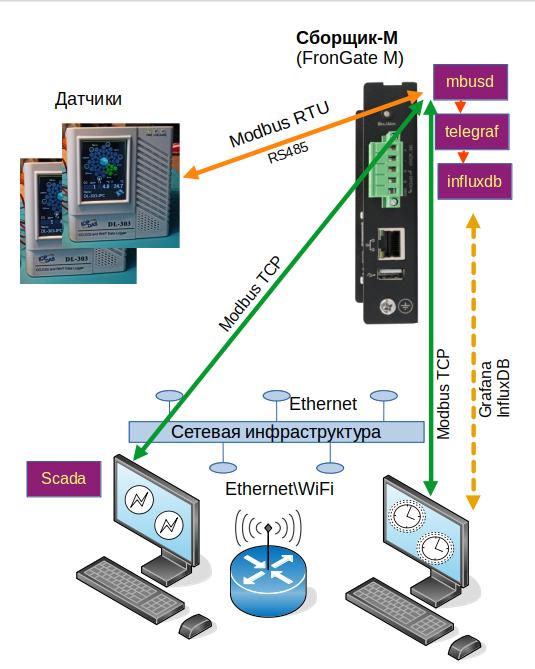 Сборщик-М
(FronGate M)
mbusd
telegraf
influxdb
Датчики
Modbus RTU
RS485
DL-303
DL-303
Modbus TCP
Modbus TCP
Grafana
InfluxDB
Ethernet
Сетевая инфраструктура
Scada
Ethernet\WiFi